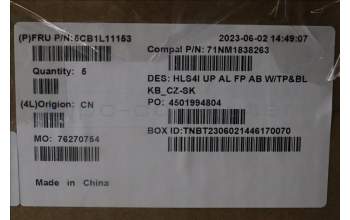 (P)FRU P/N:5CB1L11153
2023-06-02 14:49:07
Compal P/N: 71NM1838263
Quantity: 5
DES: HLS4I UP AL FP AB W/TP&BL
KB_CZ-SK
(4L)Origion: CN
PO: 4501994804
MO: 76270754
BOX ID:TNBT2306021446170070
Made in China